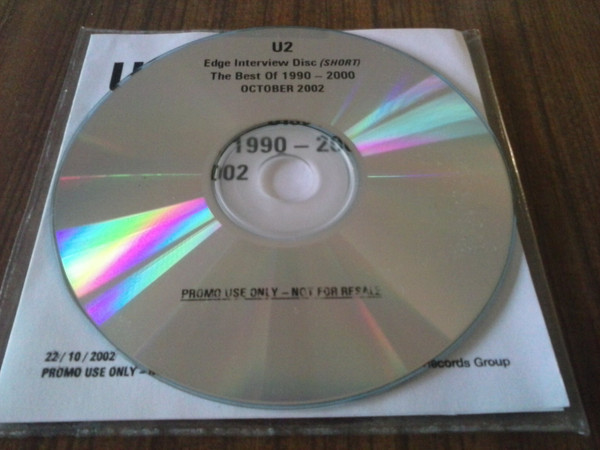 U2
Edge Interview Disc (SHORT)
The Best Of 1990 – 2000
OCTOBER 2002
U
1990 – 20
002
PROMO USE ONLY – NOT FOR RESALE
22/10/2002
PROMO USE ONLY –
ecords Group